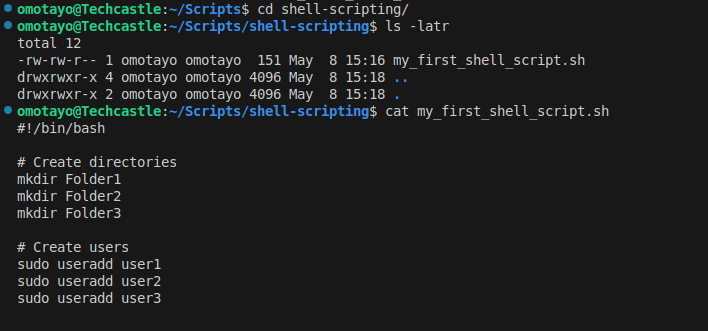 omotayo@Techcastle:~/Scripts$ cd shell-scripting/
omotayo@Techcastle:~/Scripts/shell-scripting$ ls -latr
total 12
-rw-rw-r-- 1 omotayo omotayo  151 May  8 15:16 my_first_shell_script.sh
drwxrwxr-x 4 omotayo omotayo 4096 May  8 15:18 ..
drwxrwxr-x 2 omotayo omotayo 4096 May  8 15:18 .
omotayo@Techcastle:~/Scripts/shell-scripting$ cat my_first_shell_script.sh
#!/bin/bash

# Create directories
mkdir Folder1
mkdir Folder2
mkdir Folder3

# Create users
sudo useradd user1
sudo useradd user2
sudo useradd user3